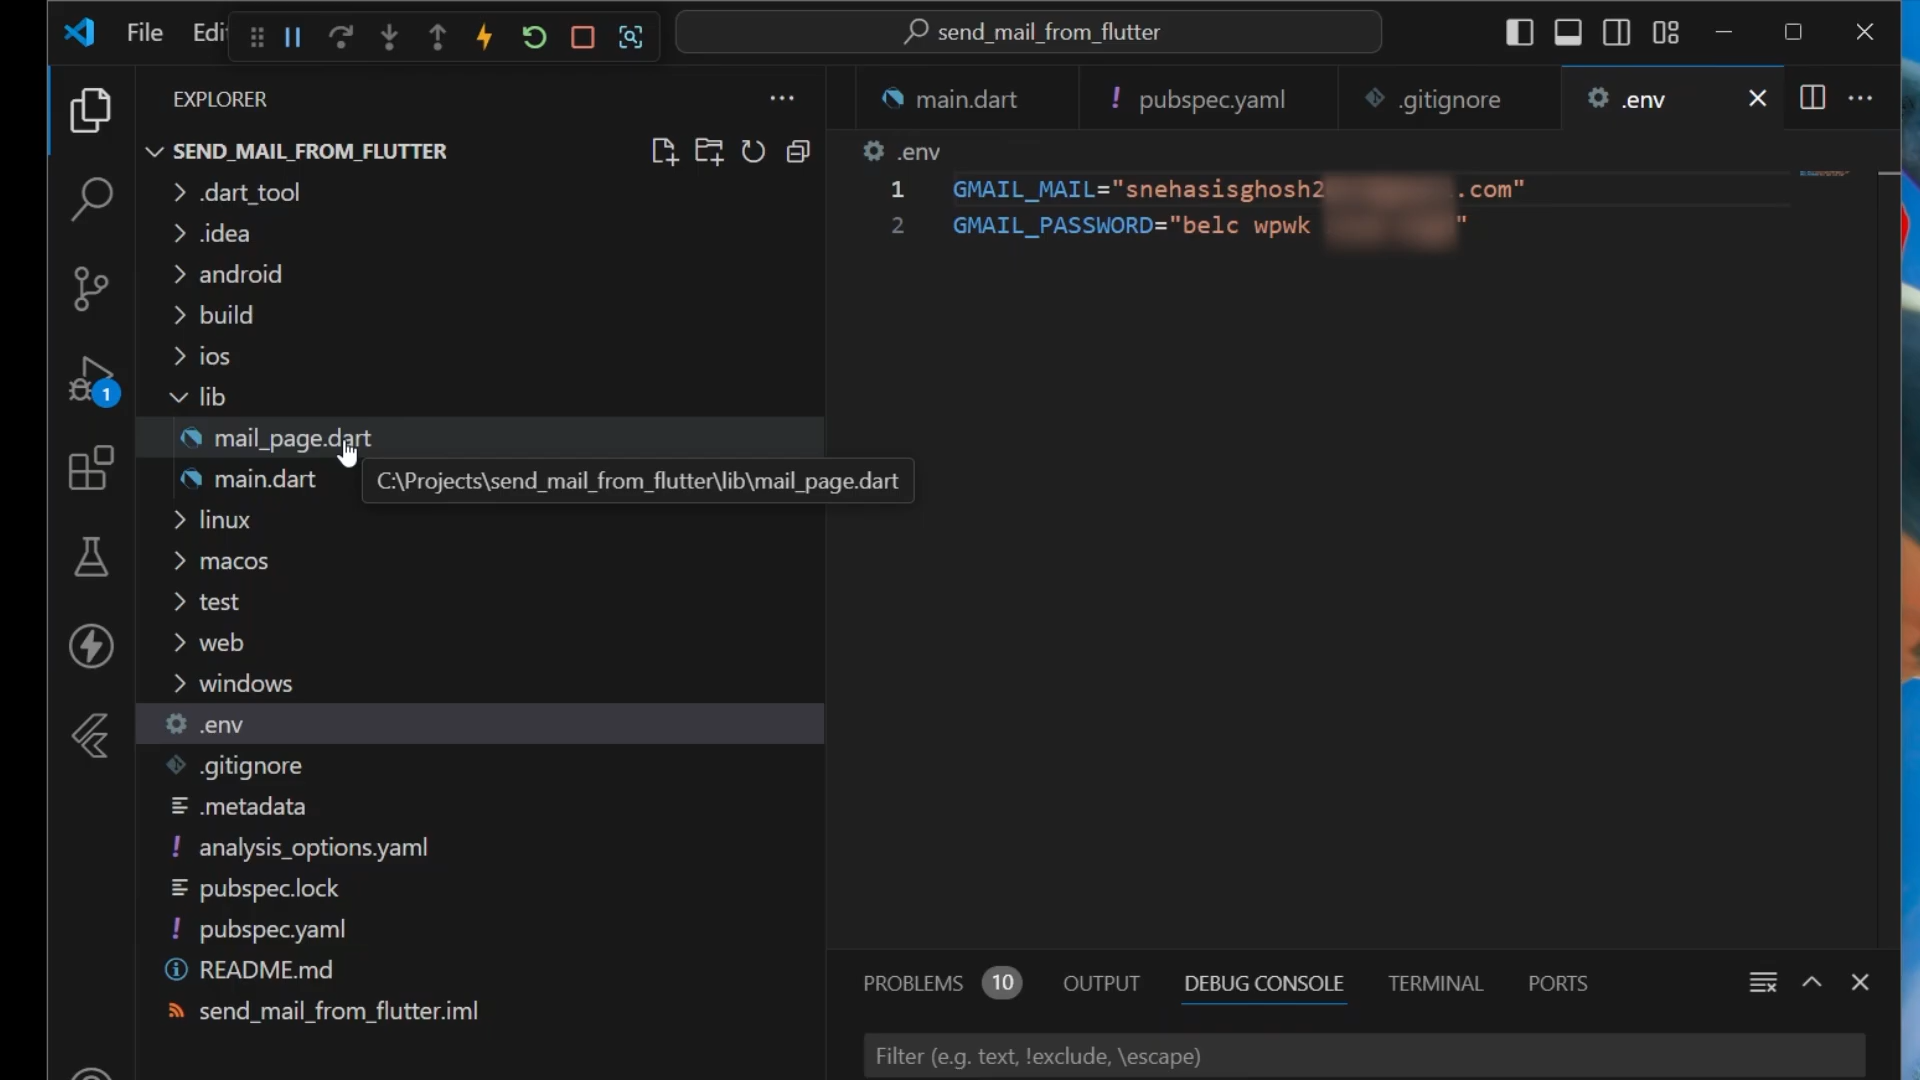 File Edi
send_mail_from_flutter
EXPLORER
SEND_MAIL_FROM_FLUTTER
.dart_tool
.idea
android
build
ios
lib
mail_page.dart
main.dart
C:\Projects\send_mail_from_flutter\lib\mail_page.dart
linux
macos
test
web
windows
.env
.gitignore
.metadata
analysis_options.yaml
pubspec.lock
pubspec.yaml
README.md
send_mail_from_flutter.iml
1
main.dart pubspec.yaml .gitignore .env
.env
1 GMAIL_MAIL="snehasisghosh2 .com"
2 GMAIL_PASSWORD="belc wpwk "
PROBLEMS 10 OUTPUT DEBUG CONSOLE TERMINAL PORTS
Filter (e.g. text, !exclude, \escape)